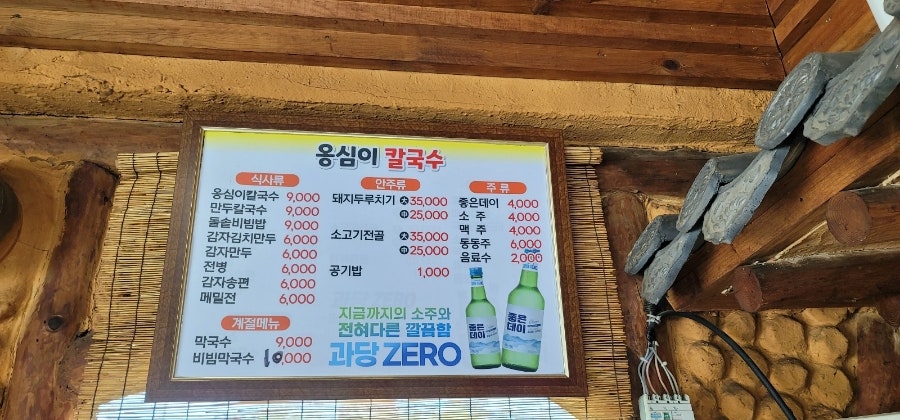 옹심이 칼국수
식사류
옹심이칼국수 9,000
만두칼국수 9,000
돌솥비빔밥 9,000
감자김치만두 6,000
감자만두 6,000
전병 6,000
감자송편 6,000
메밀전 6,000
계절메뉴
막국수 9,000
비빔막국수 10,000
안주류
돼지두루치기 大 35,000
中 25,000
소고기전골 大 35,000
中 25,000
공기밥 1,000
주 류
좋은데이 4,000
소 주 4,000
맥 주 4,000
동동주 6,000
음료수 2,000
지금까지의 소주와
전혀다른 깔끔함
과당 ZERO
좋은
데이
좋은
데이